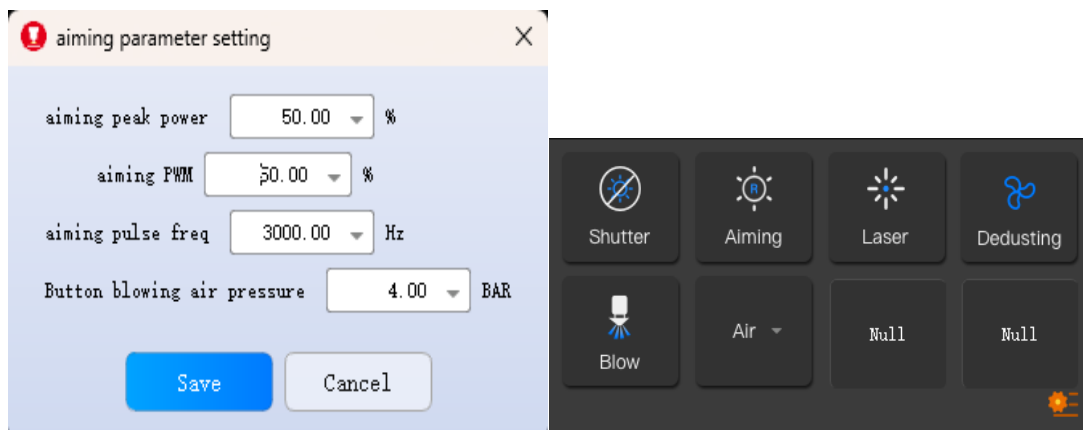 aiming parameter setting
aiming peak power 50.00 %
aiming PWM 50.00 %
aiming pulse freq 3000.00 Hz
Button blowing air pressure 4.00 BAR
Save Cancel
Shutter Aiming Laser Dedusting
R
Blow Air Null Null